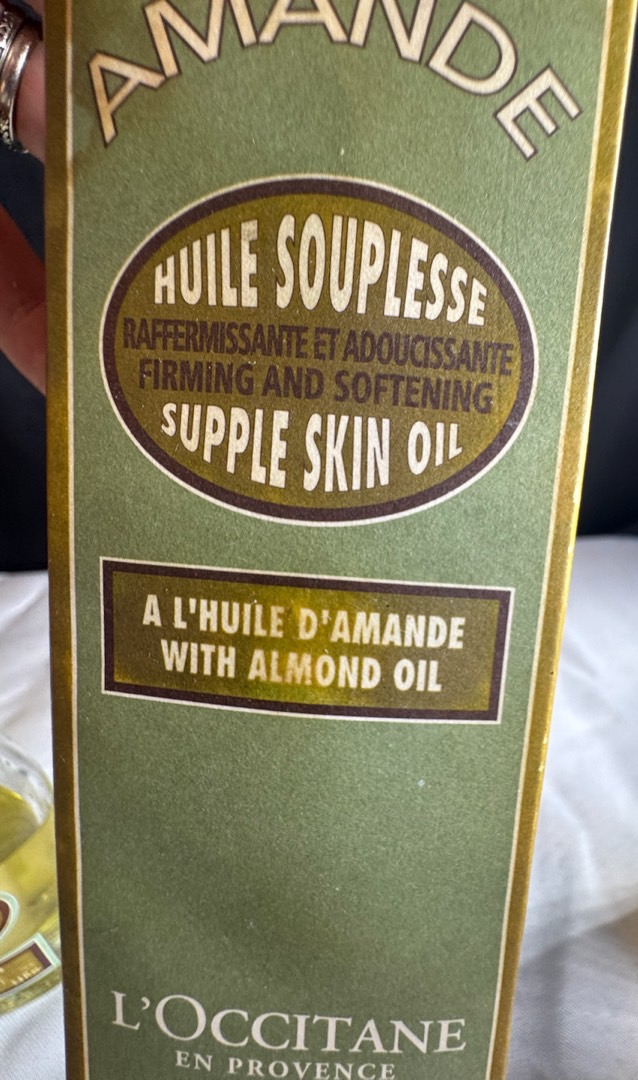 AMANDE
HUILE SOUPLESSE
RAFFERMISSANTE ET ADOUCISSANTE
FIRMING AND SOFTENING
SUPPLE SKIN OIL
A L'HUILE D'AMANDE
WITH ALMOND OIL
L'OCCITANE
EN PROVENCE